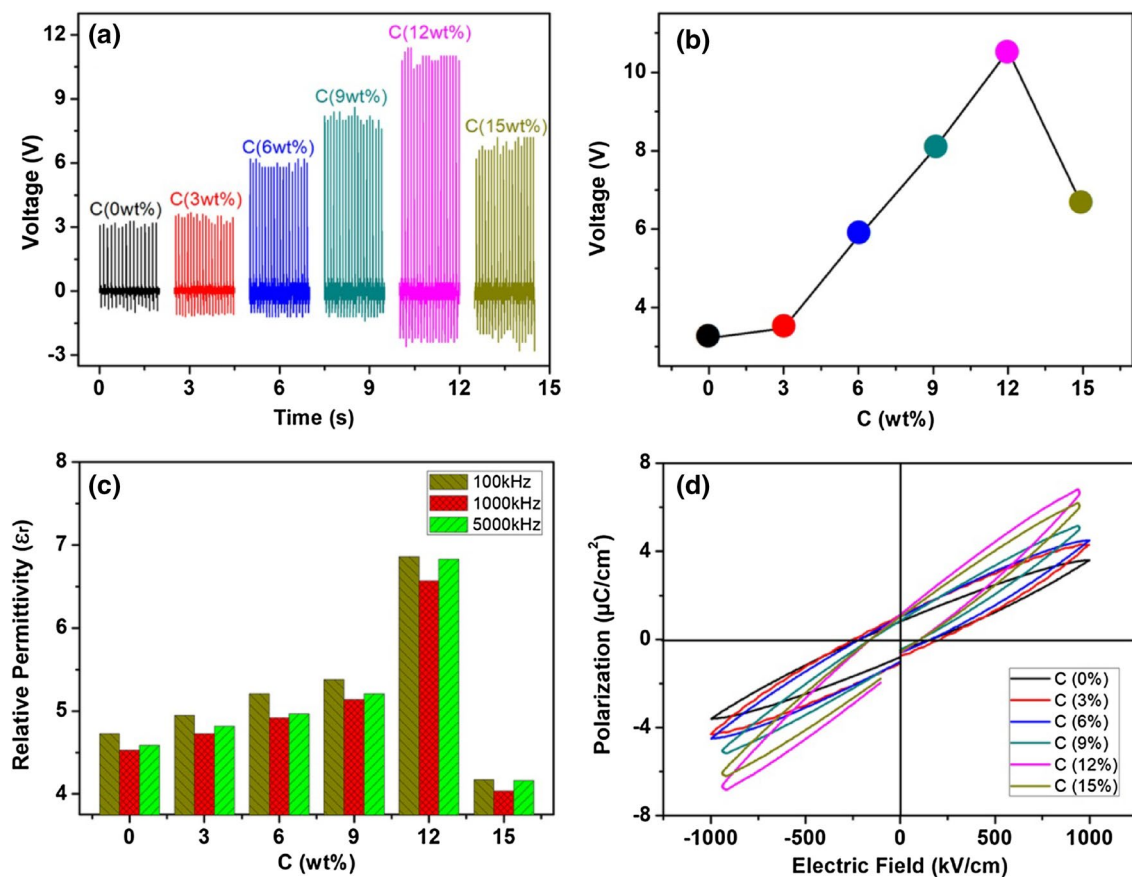 (a)
12
9
6
3
0
-3
Voltage (V)
C(0wt%)
C(3wt%)
C(6wt%)
C(9wt%)
C(12wt%)
C(15wt%)
0 3 6 9 12 15
Time (s)
(b)
10
8
6
4
Voltage (V)
0 3 6 9 12 15
C (wt%)
(c)
8
7
6
5
4
Relative Permittivity (εr)
100kHz
1000kHz
5000kHz
0 3 6 9 12 15
C (wt%)
(d)
8
4
0
-4
-8
Polarization (μC/cm²)
C (0%)
C (3%)
C (6%)
C (9%)
C (12%)
C (15%)
-1000 -500 0 500 1000
Electric Field (kV/cm)